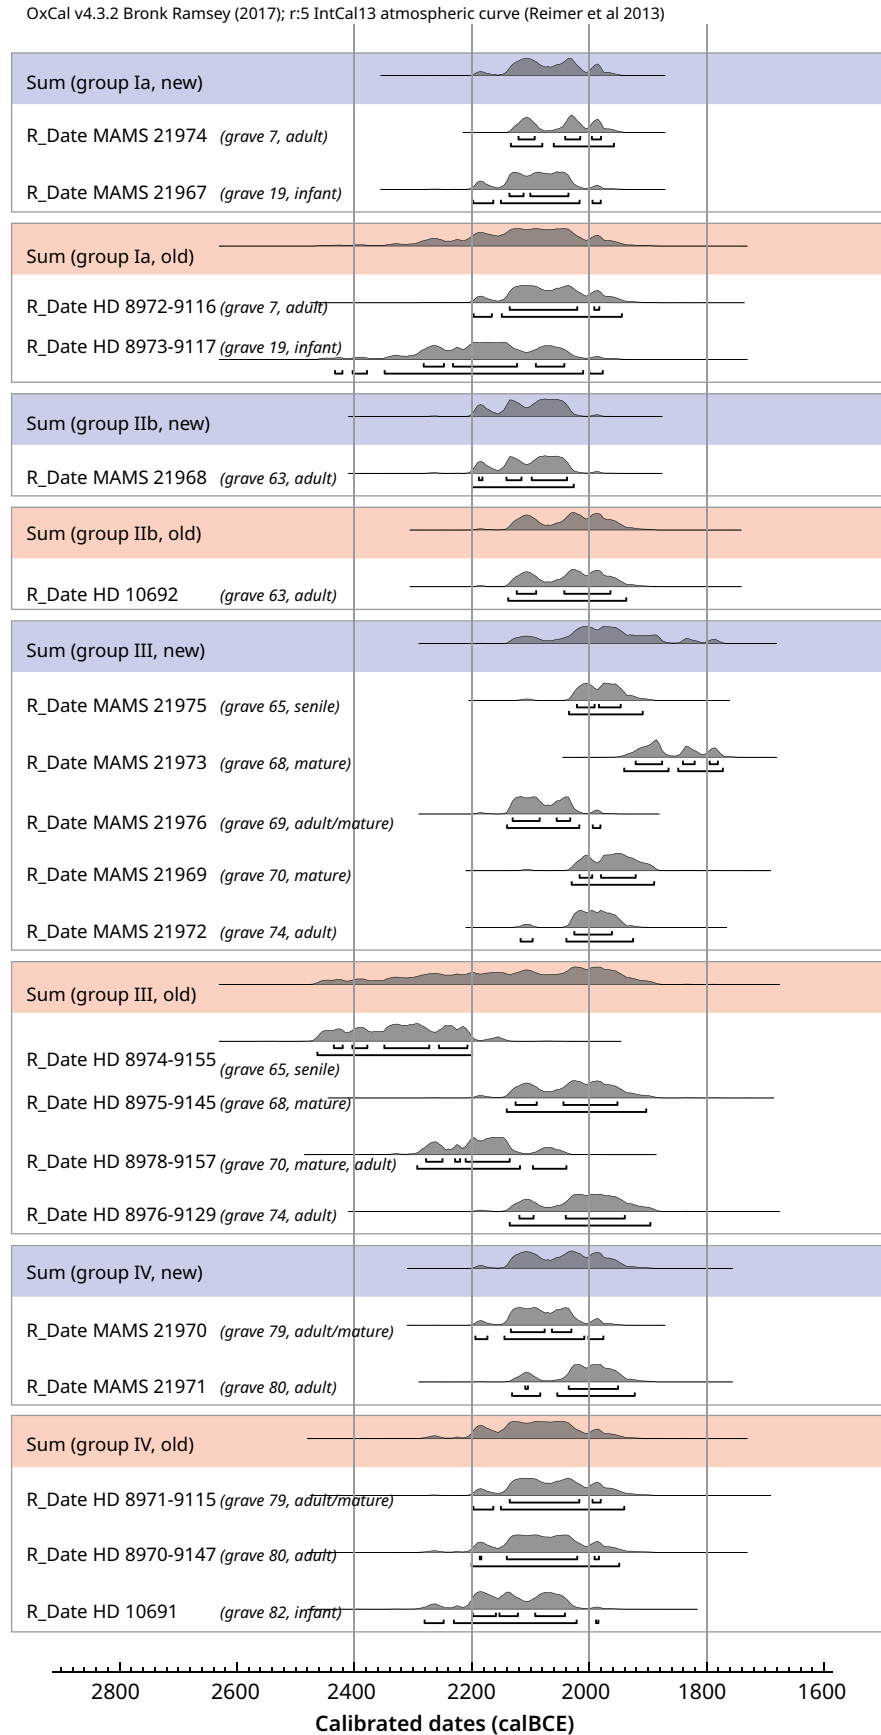 OxCal v4.3.2 Bronk Ramsey (2017); r:5 IntCal13 atmospheric curve (Reimer et al 2013)
Sum (group Ia, new)
R_Date MAMS 21974 (grave 7, adult)
R_Date MAMS 21967 (grave 19, infant)
Sum (group Ia, old)
R_Date HD 8972-9116 (grave 7, adult)
R_Date HD 8973-9117 (grave 19, infant)
Sum (group IIb, new)
R_Date MAMS 21968 (grave 63, adult)
Sum (group IIb, old)
R_Date HD 10692 (grave 63, adult)
Sum (group III, new)
R_Date MAMS 21975 (grave 65, senile)
R_Date MAMS 21973 (grave 68, mature)
R_Date MAMS 21976 (grave 69, adult/mature)
R_Date MAMS 21969 (grave 70, mature)
R_Date MAMS 21972 (grave 74, adult)
Sum (group III, old)
R_Date HD 8974-9155 (grave 65, senile)
R_Date HD 8975-9145 (grave 68, mature)
R_Date HD 8978-9157 (grave 70, mature, adult)
R_Date HD 8976-9129 (grave 74, adult)
Sum (group IV, new)
R_Date MAMS 21970 (grave 79, adult/mature)
R_Date MAMS 21971 (grave 80, adult)
Sum (group IV, old)
R_Date HD 8971-9115 (grave 79, adult/mature)
R_Date HD 8970-9147 (grave 80, adult)
R_Date HD 10691 (grave 82, infant)
2800 2600 2400 2200 2000 1800 1600
Calibrated dates (calBCE)